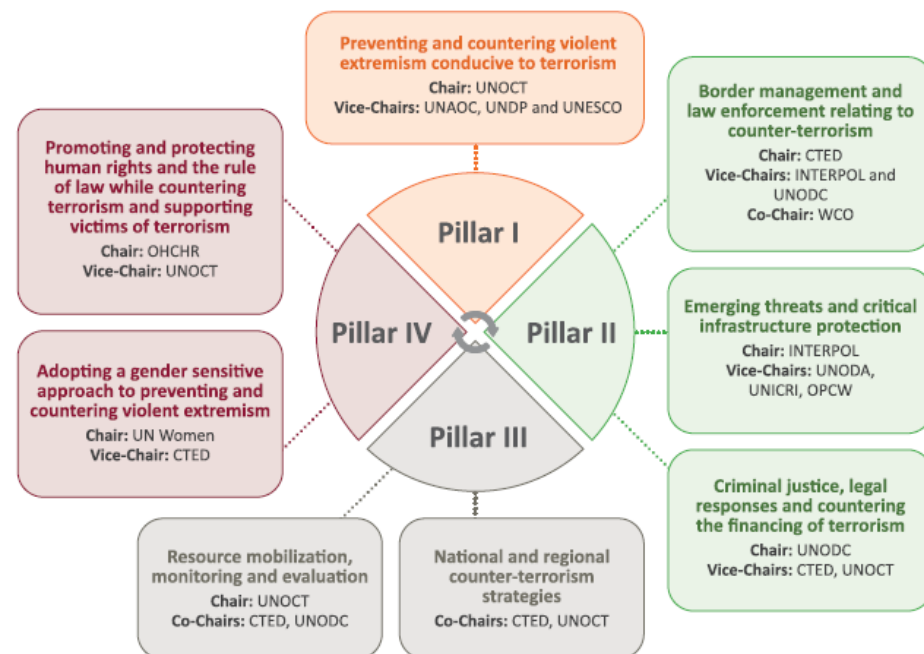 Preventing and countering violent
extremism conducive to terrorism
Chair: UNOCT
Vice-Chairs: UNAOC, UNDP and UNESCO
Border management and
law enforcement relating to
counter-terrorism
Chair: CTED
Vice-Chairs: INTERPOL and
UNODC
Co-Chair: WCO
Promoting and protecting
human rights and the rule
of law while countering
terrorism and supporting
victims of terrorism
Chair: OHCHR
Vice-Chair: UNOCT
Pillar I
Pillar IV
Pillar II
Pillar III
Emerging threats and critical
infrastructure protection
Chair: INTERPOL
Vice-Chairs: UNODA,
UNICRI, OPCW
Adopting a gender sensitive
approach to preventing and
countering violent extremism
Chair: UN Women
Vice-Chair: CTED
Criminal justice, legal
responses and countering
the financing of terrorism
Chair: UNODC
Vice-Chairs: CTED, UNOCT
Resource mobilization,
monitoring and evaluation
Chair: UNOCT
Co-Chairs: CTED, UNODC
National and regional
counter-terrorism
strategies
Co-Chairs: CTED, UNOCT